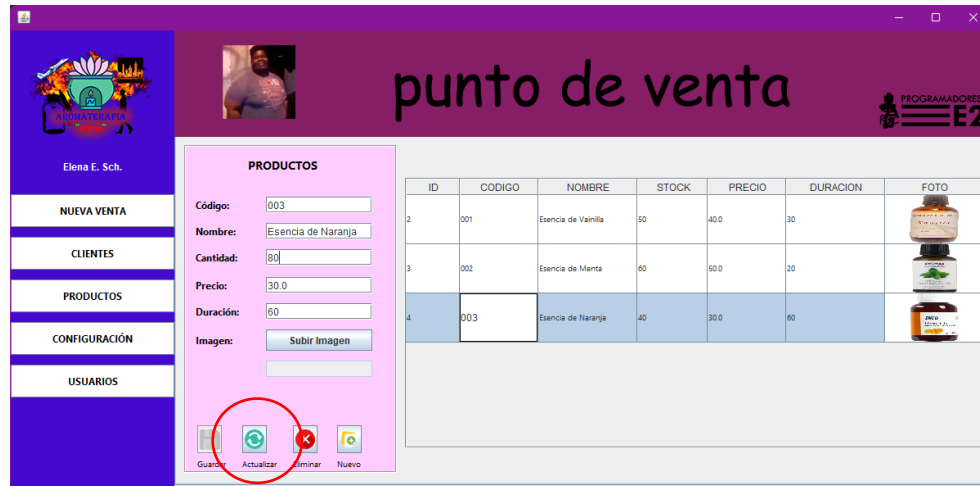 punto de venta
PROGRAMADORES
E2
AROMATERAPIA
Elena E. Sch.
NUEVA VENTA
CLIENTES
PRODUCTOS
CONFIGURACIÓN
USUARIOS
PRODUCTOS
Código: 003
Nombre: Esencia de Naranja
Cantidad: 80
Precio: 30.0
Duración: 60
Imagen: Subir Imagen
Guardar Actualizar Eliminar Nuevo
ID CODIGO NOMBRE STOCK PRECIO DURACION FOTO
2 001 Esencia de Vainilla 50 40.0 30
3 002 Esencia de Menta 60 50.0 20
4 003 Esencia de Naranja 40 30.0 60